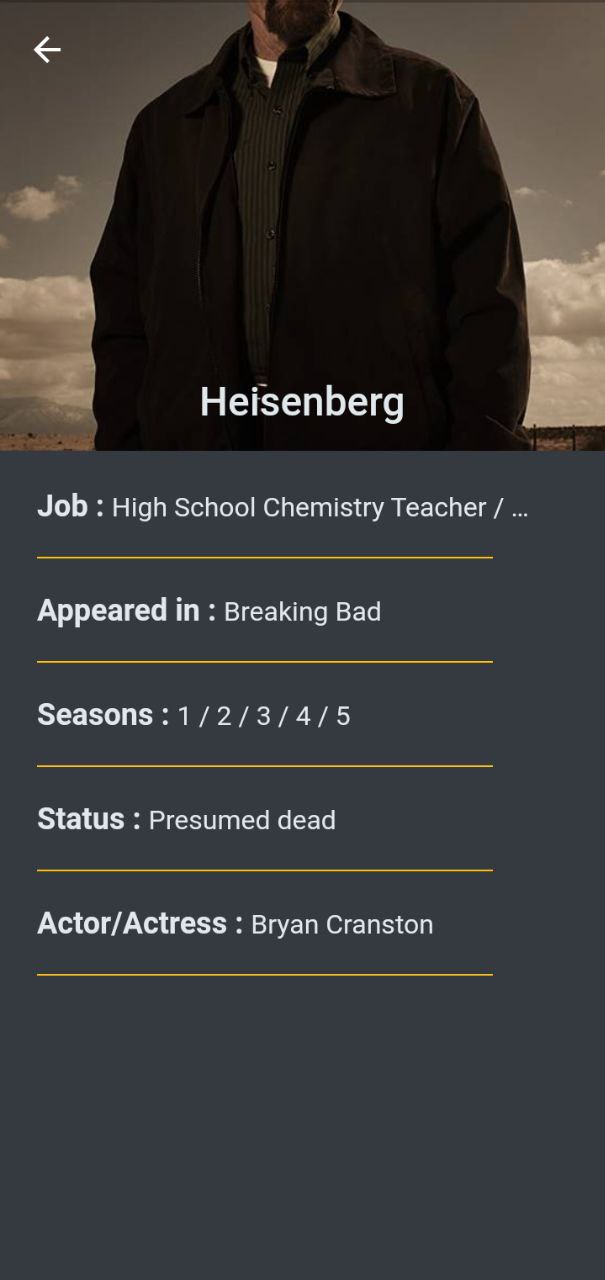 Heisenberg
Job : High School Chemistry Teacher / ...
Appeared in : Breaking Bad
Seasons : 1 / 2 / 3 / 4 / 5
Status : Presumed dead
Actor/Actress : Bryan Cranston